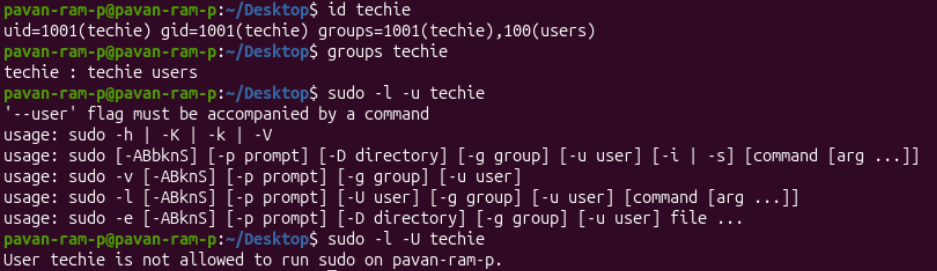 pavan-ram-p@pavan-ram-p:~/Desktop$ id techie
uid=1001(techie) gid=1001(techie) groups=1001(techie),100(users)
pavan-ram-p@pavan-ram-p:~/Desktop$ groups techie
techie : techie users
pavan-ram-p@pavan-ram-p:~/Desktop$ sudo -l -u techie
'--user' flag must be accompanied by a command
usage: sudo -h | -K | -k | -V
usage: sudo [-ABbknS] [-p prompt] [-D directory] [-g group] [-u user] [-i | -s] [command [arg ...]]
usage: sudo -v [-ABknS] [-p prompt] [-g group] [-u user]
usage: sudo -l [-ABknS] [-p prompt] [-U user] [-g group] [-u user] [command [arg ...]]
usage: sudo -e [-ABknS] [-p prompt] [-D directory] [-g group] [-u user] file ...
pavan-ram-p@pavan-ram-p:~/Desktop$ sudo -l -U techie
User techie is not allowed to run sudo on pavan-ram-p.